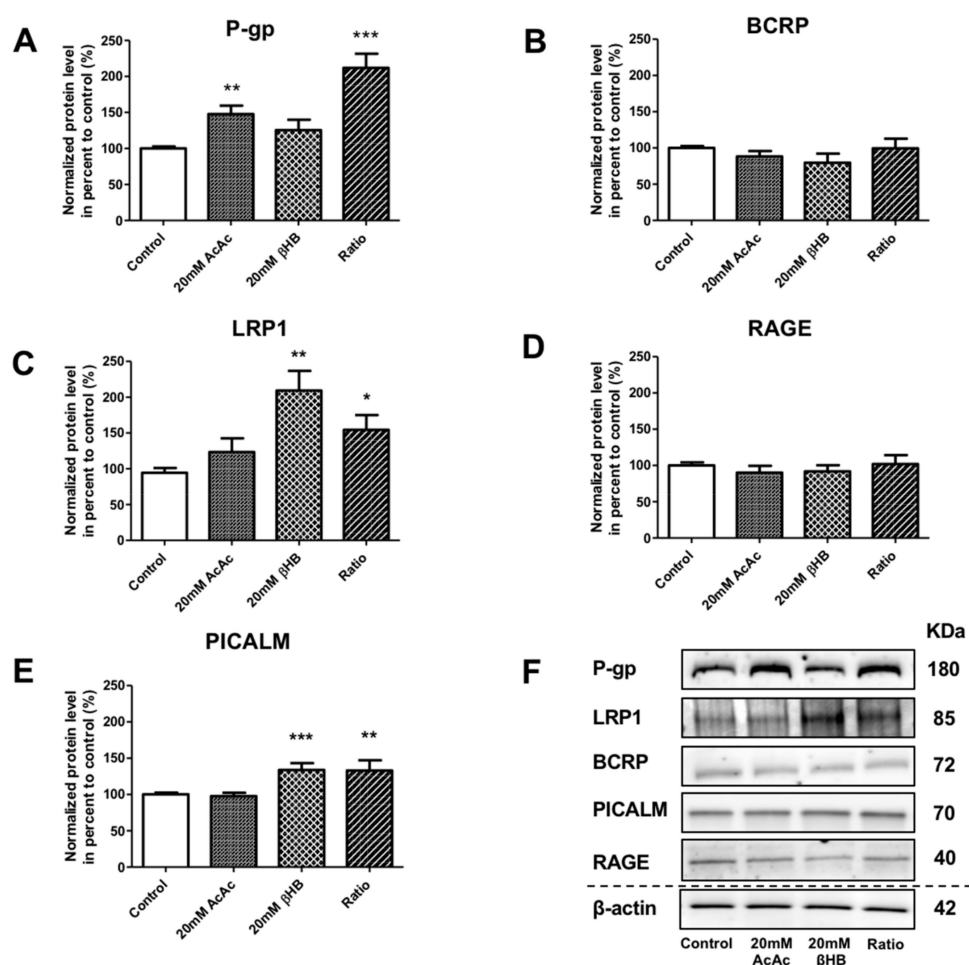 A
P-gp
Normalized protein level
in percent to control (%)
250
200
150
100
50
0
**
***
Control
20mM AcAc
20mM βHB
Ratio
B
BCRP
Normalized protein level
in percent to control (%)
250
200
150
100
50
0
Control
20mM AcAc
20mM βHB
Ratio
C
LRP1
Normalized protein level
in percent to control (%)
250
200
150
100
50
0
**
*
Control
20mM AcAc
20mM βHB
Ratio
D
RAGE
Normalized protein level
in percent to control (%)
250
200
150
100
50
0
Control
20mM AcAc
20mM βHB
Ratio
E
PICALM
Normalized protein level
in percent to control (%)
250
200
150
100
50
0
***
**
Control
20mM AcAc
20mM βHB
Ratio
F
KDa
P-gp 180
LRP1 85
BCRP 72
PICALM 70
RAGE 40
β-actin 42
Control 20mM AcAc 20mM βHB Ratio